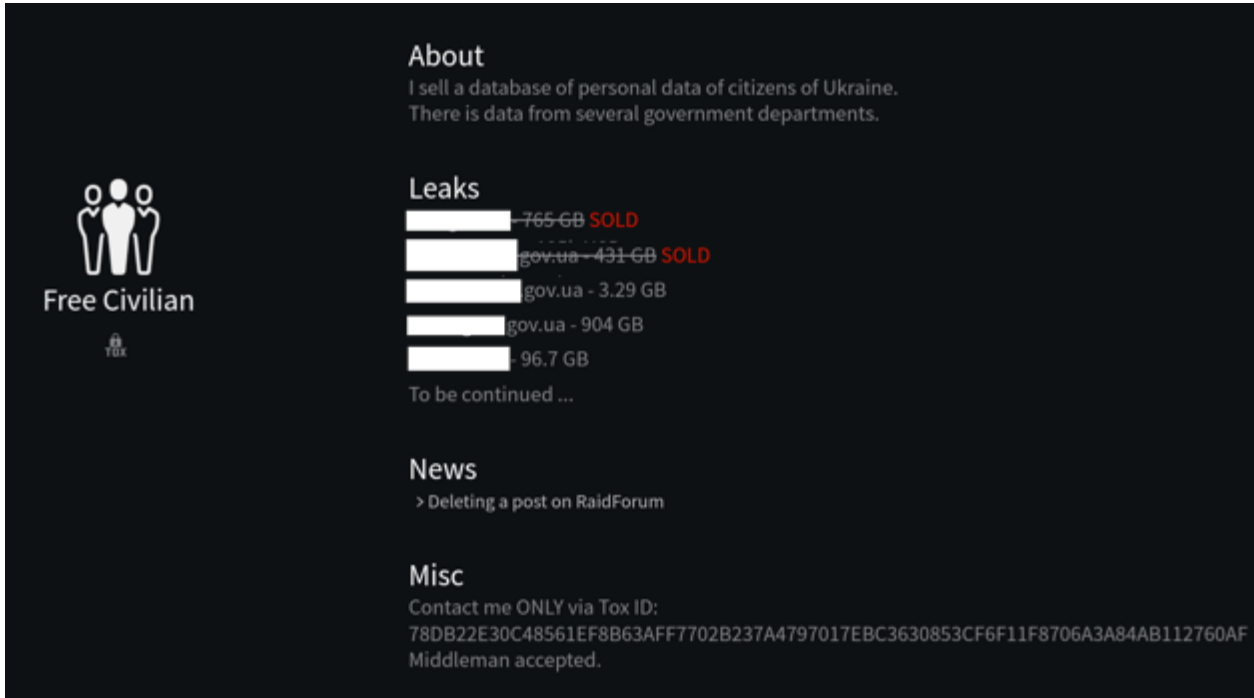 About
I sell a database of personal data of citizens of Ukraine.
There is data from several government departments.
Leaks
- 765 GB SOLD
gov.ua - 431 GB SOLD
gov.ua - 3.29 GB
gov.ua - 904 GB
- 96.7 GB
To be continued ...
Free Civilian
TOX
News
> Deleting a post on RaidForum
Misc
Contact me ONLY via Tox ID:
78DB22E30C48561EF8B63AFF7702B237A4797017EBC3630853CF6F11F8706A3A84AB112760AF
Middleman accepted.